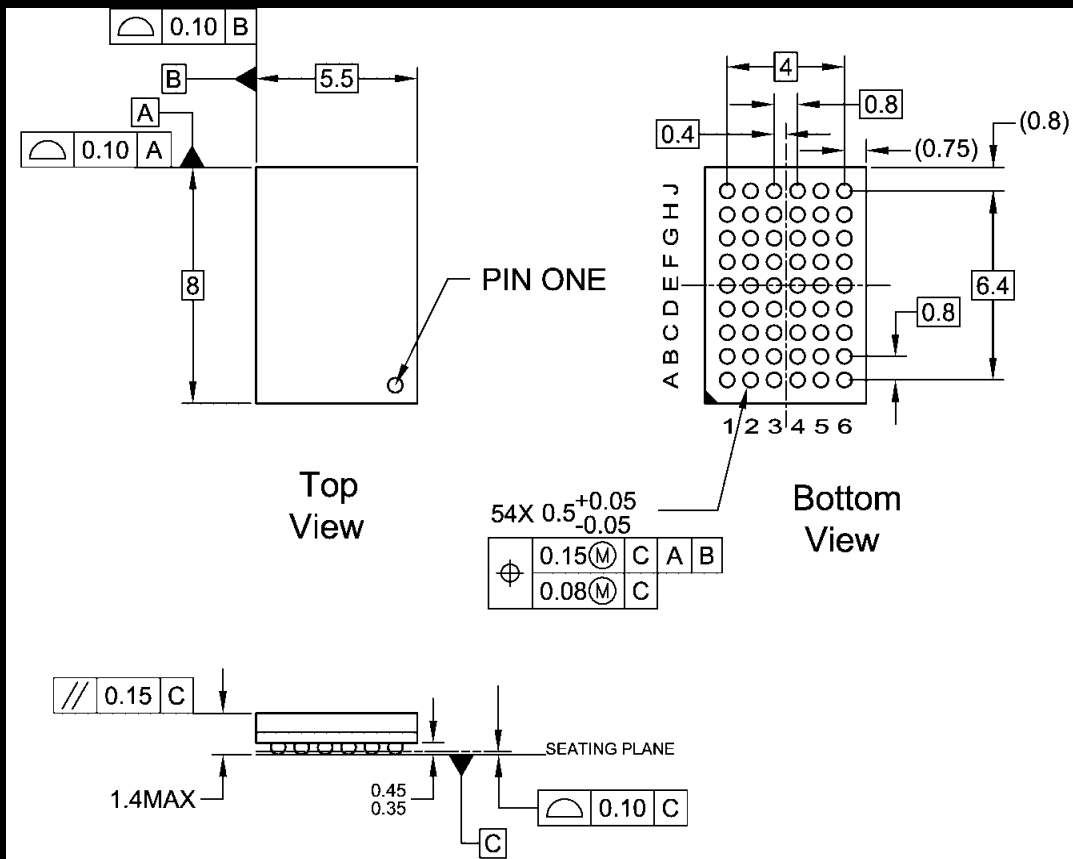 0.10 B
B 5.5
A
0.10 A
8
PIN ONE
Top
View
4
0.8
0.4
(0.8)
(0.75)
J
H
G
F
E
D
C
B
A
6.4
0.8
1 2 3 4 5 6
Bottom
View
54X 0.5 +0.05
-0.05
⌖ 0.15Ⓜ C A B
0.08Ⓜ C
// 0.15 C
SEATING PLANE
1.4MAX
0.45
0.35
0.10 C
C